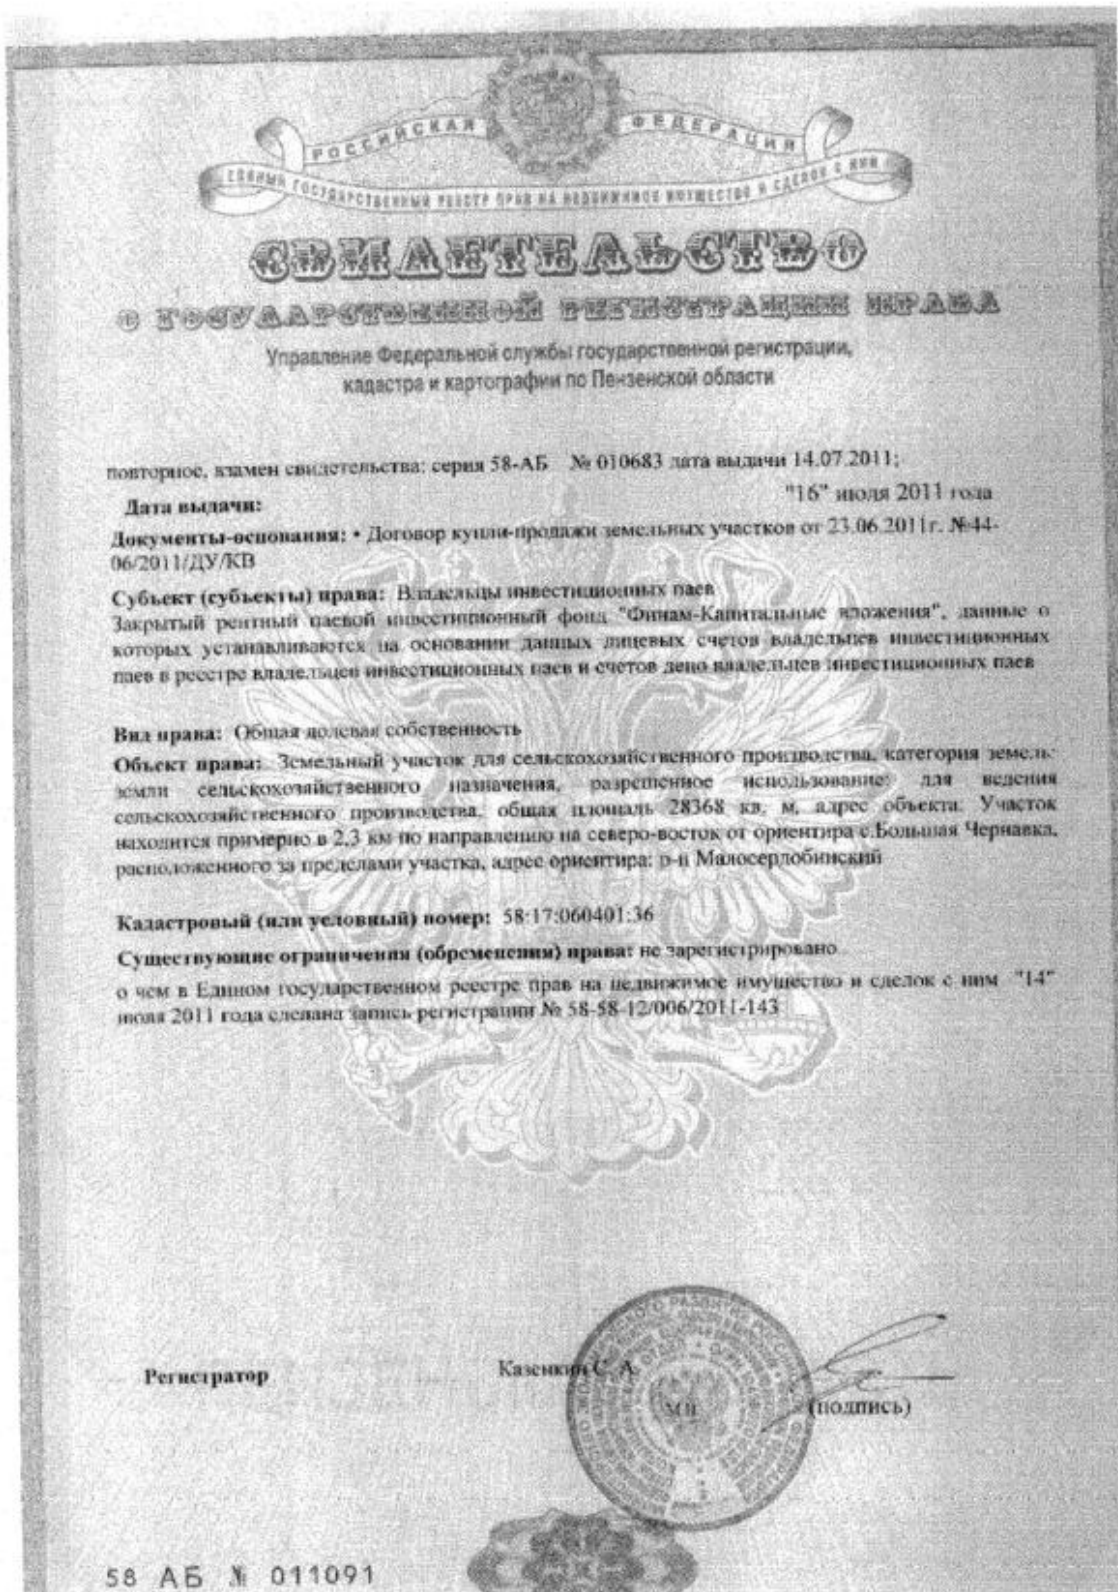 РОССИЙСКАЯ ФЕДЕРАЦИЯ
ЕДИНЫЙ ГОСУДАРСТВЕННЫЙ РЕЕСТР ПРАВ НА НЕДВИЖИМОЕ ИМУЩЕСТВО И СДЕЛОК С НИМ
СВИДЕТЕЛЬСТВО
О ГОСУДАРСТВЕННОЙ РЕГИСТРАЦИИ ПРАВА
Управление Федеральной службы государственной регистрации,
кадастра и картографии по Пензенской области
повторное, взамен свидетельства: серия 58-АБ № 010683 дата выдачи 14.07.2011;
Дата выдачи: "16" июля 2011 года
Документы-основания: • Договор купли-продажи земельных участков от 23.06.2011г. №44-
06/2011/ДУ/КВ
Субъект (субъекты) права: Владельцы инвестиционных паев
Закрытый рентный паевой инвестиционный фонд "Финам-Капитальные вложения", данные о
которых устанавливаются на основании данных лицевых счетов владельцев инвестиционных
паев в реестре владельцев инвестиционных паев и счетов депо владельцев инвестиционных паев
Вид права: Общая долевая собственность
Объект права: Земельный участок для сельскохозяйственного производства, категория земель:
земли сельскохозяйственного назначения, разрешенное использование: для ведения
сельскохозяйственного производства, общая площадь 28368 кв. м, адрес объекта: Участок
находится примерно в 2,3 км по направлению на северо-восток от ориентира с.Большая Чернавка,
расположенного за пределами участка, адрес ориентира: р-н Малосердобинский
Кадастровый (или условный) номер: 58:17:060401:36
Существующие ограничения (обременения) права: не зарегистрировано
о чем в Едином государственном реестре прав на недвижимое имущество и сделок с ним "14"
июля 2011 года сделана запись регистрации № 58-58-12/006/2011-143
Регистратор Казенкин С. А.
М.П. (подпись)
58 АБ № 011091